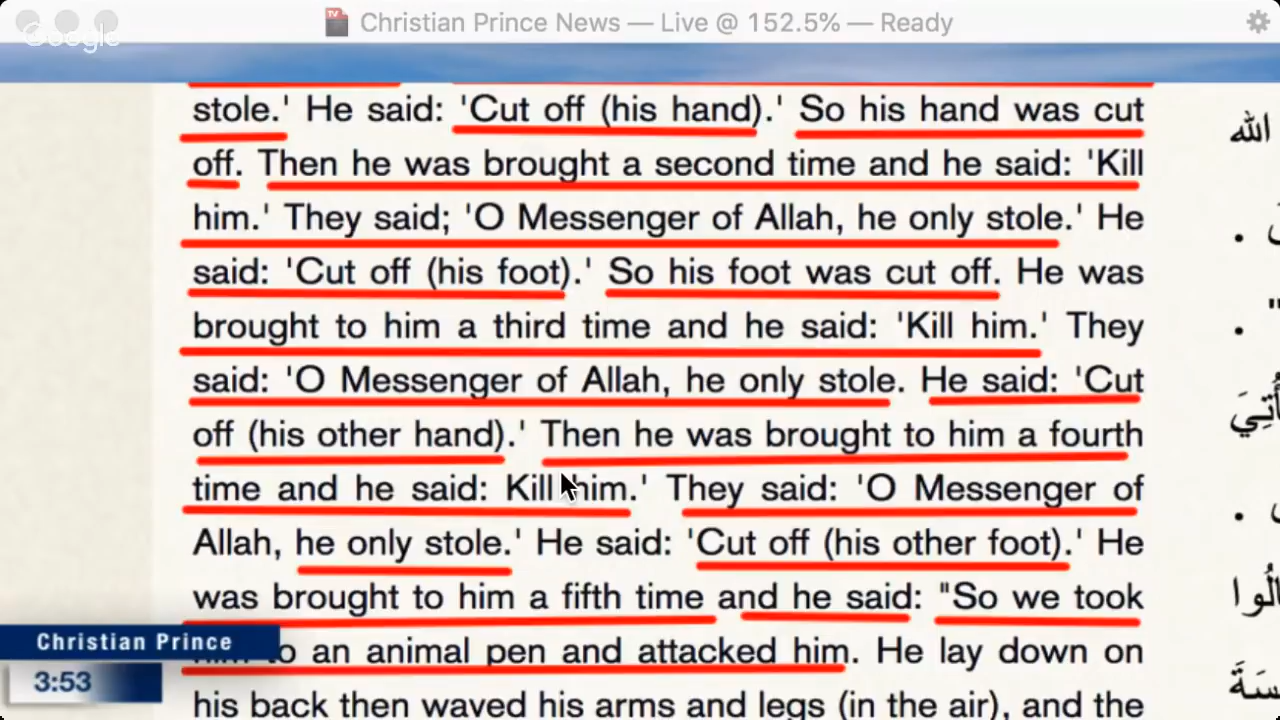 Christian Prince News — Live @ 152.5% — Ready
Google
stole.' He said: 'Cut off (his hand).' So his hand was cut
off. Then he was brought a second time and he said: 'Kill
him.' They said; 'O Messenger of Allah, he only stole.' He
said: 'Cut off (his foot).' So his foot was cut off. He was
brought to him a third time and he said: 'Kill him.' They
said: 'O Messenger of Allah, he only stole. He said: 'Cut
off (his other hand).' Then he was brought to him a fourth
time and he said: Kill him.' They said: 'O Messenger of
Allah, he only stole.' He said: 'Cut off (his other foot).' He
was brought to him a fifth time and he said: "So we took
him to an animal pen and attacked him. He lay down on
his back then waved his arms and legs (in the air), and the
الله
Christian Prince
3:53